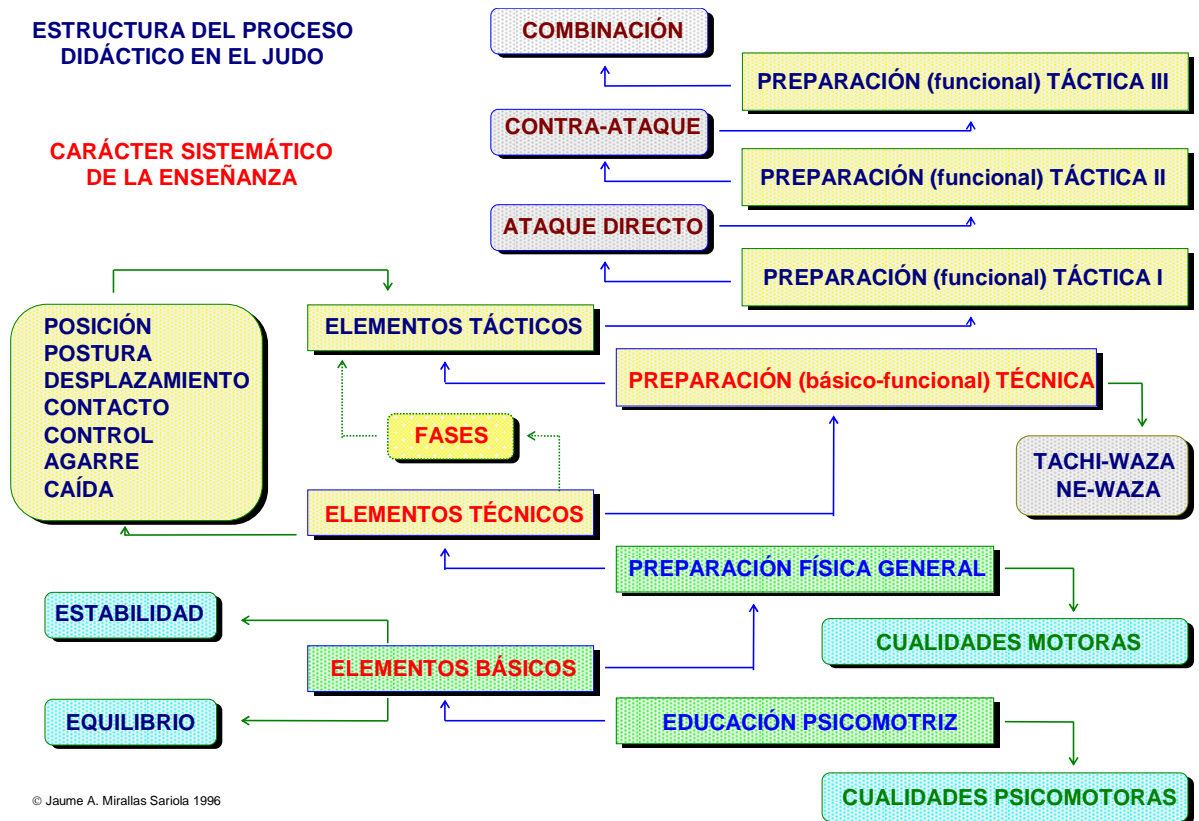 ESTRUCTURA DEL PROCESO
DIDÁCTICO EN EL JUDO
CARÁCTER SISTEMÁTICO
DE LA ENSEÑANZA
COMBINACIÓN
PREPARACIÓN (funcional) TÁCTICA III
CONTRA-ATAQUE
PREPARACIÓN (funcional) TÁCTICA II
ATAQUE DIRECTO
PREPARACIÓN (funcional) TÁCTICA I
POSICIÓN
POSTURA
DESPLAZAMIENTO
CONTACTO
CONTROL
AGARRE
CAÍDA
ELEMENTOS TÁCTICOS
PREPARACIÓN (básico-funcional) TÉCNICA
FASES
TACHI-WAZA
NE-WAZA
ELEMENTOS TÉCNICOS
PREPARACIÓN FÍSICA GENERAL
ESTABILIDAD
CUALIDADES MOTORAS
ELEMENTOS BÁSICOS
EQUILIBRIO
EDUCACIÓN PSICOMOTRIZ
CUALIDADES PSICOMOTORAS
© Jaume A. Mirallas Sariola 1996